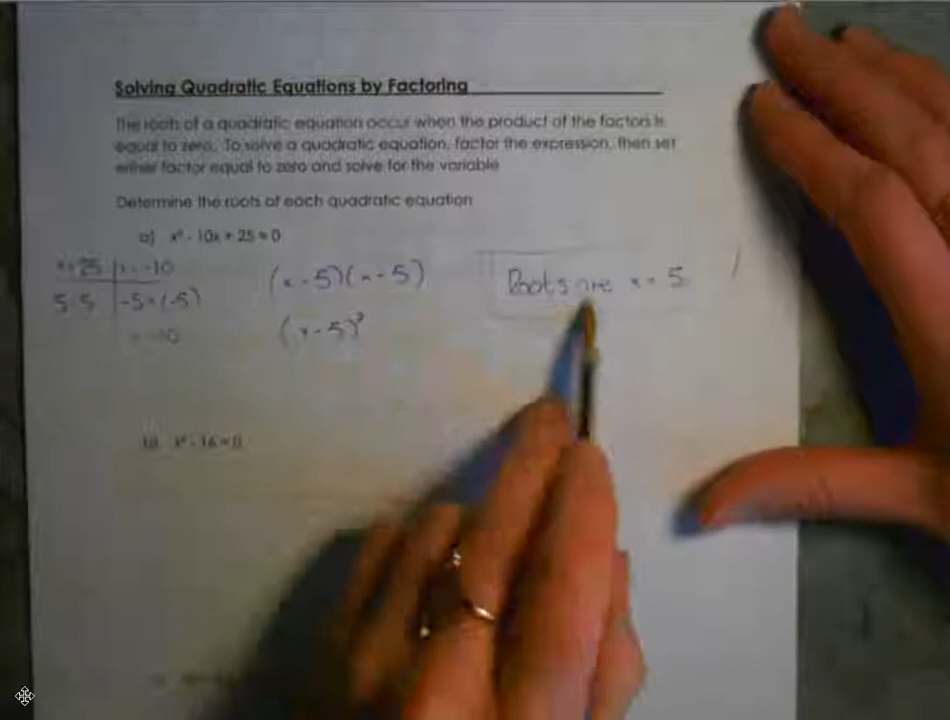 Solving Quadratic Equations by Factoring
The roots of a quadratic equation occur when the product of the factors is
equal to zero. To solve a quadratic equation, factor the expression, then set
either factor equal to zero and solve for the variable
Determine the roots of each quadratic equation
a) x² - 10x + 25 = 0
x = 25 + = -10
5 5 -5 + (-5)
= -10
(x - 5)(x - 5)
(x - 5)²
Roots are x = 5
b) x² - 16 = 0